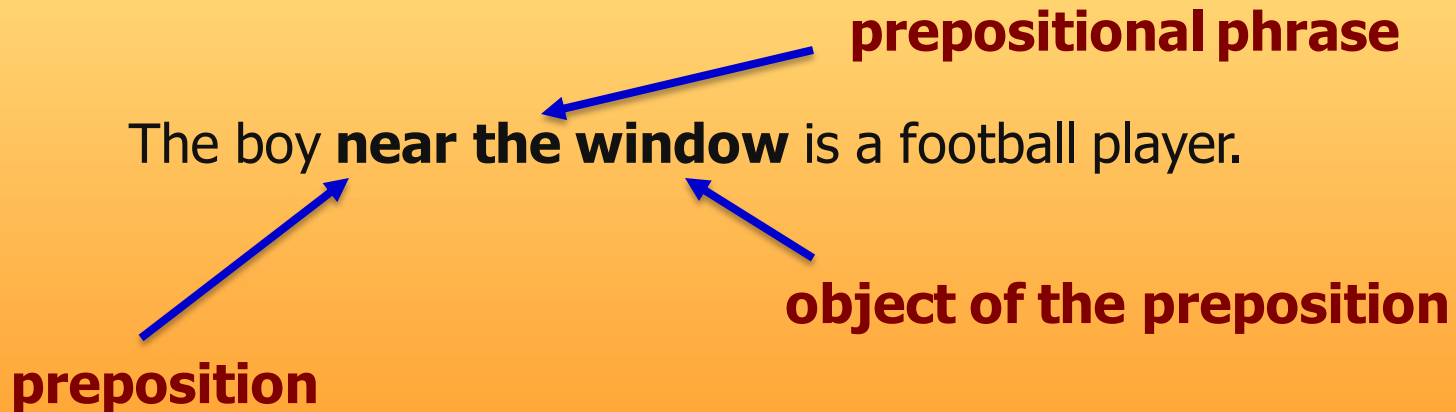 prepositional phrase
The boy near the window is a football player.
object of the preposition
preposition